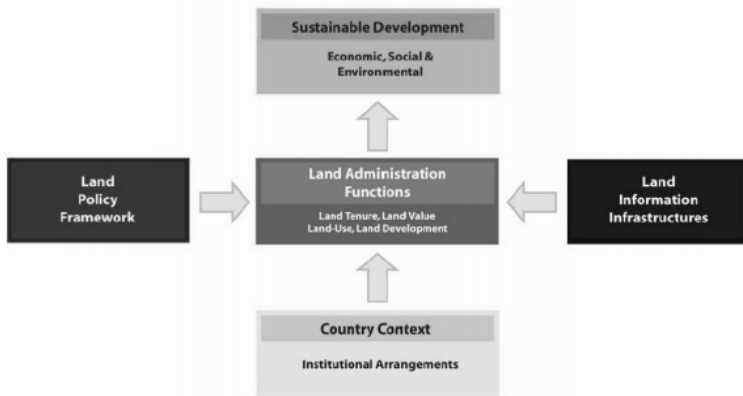 Sustainable Development
Economic, Social &
Environmental
Land
Policy
Framework
Land Administration
Functions
Land Tenure, Land Value
Land-Use, Land Development
Land
Information
Infrastructures
Country Context
Institutional Arrangements